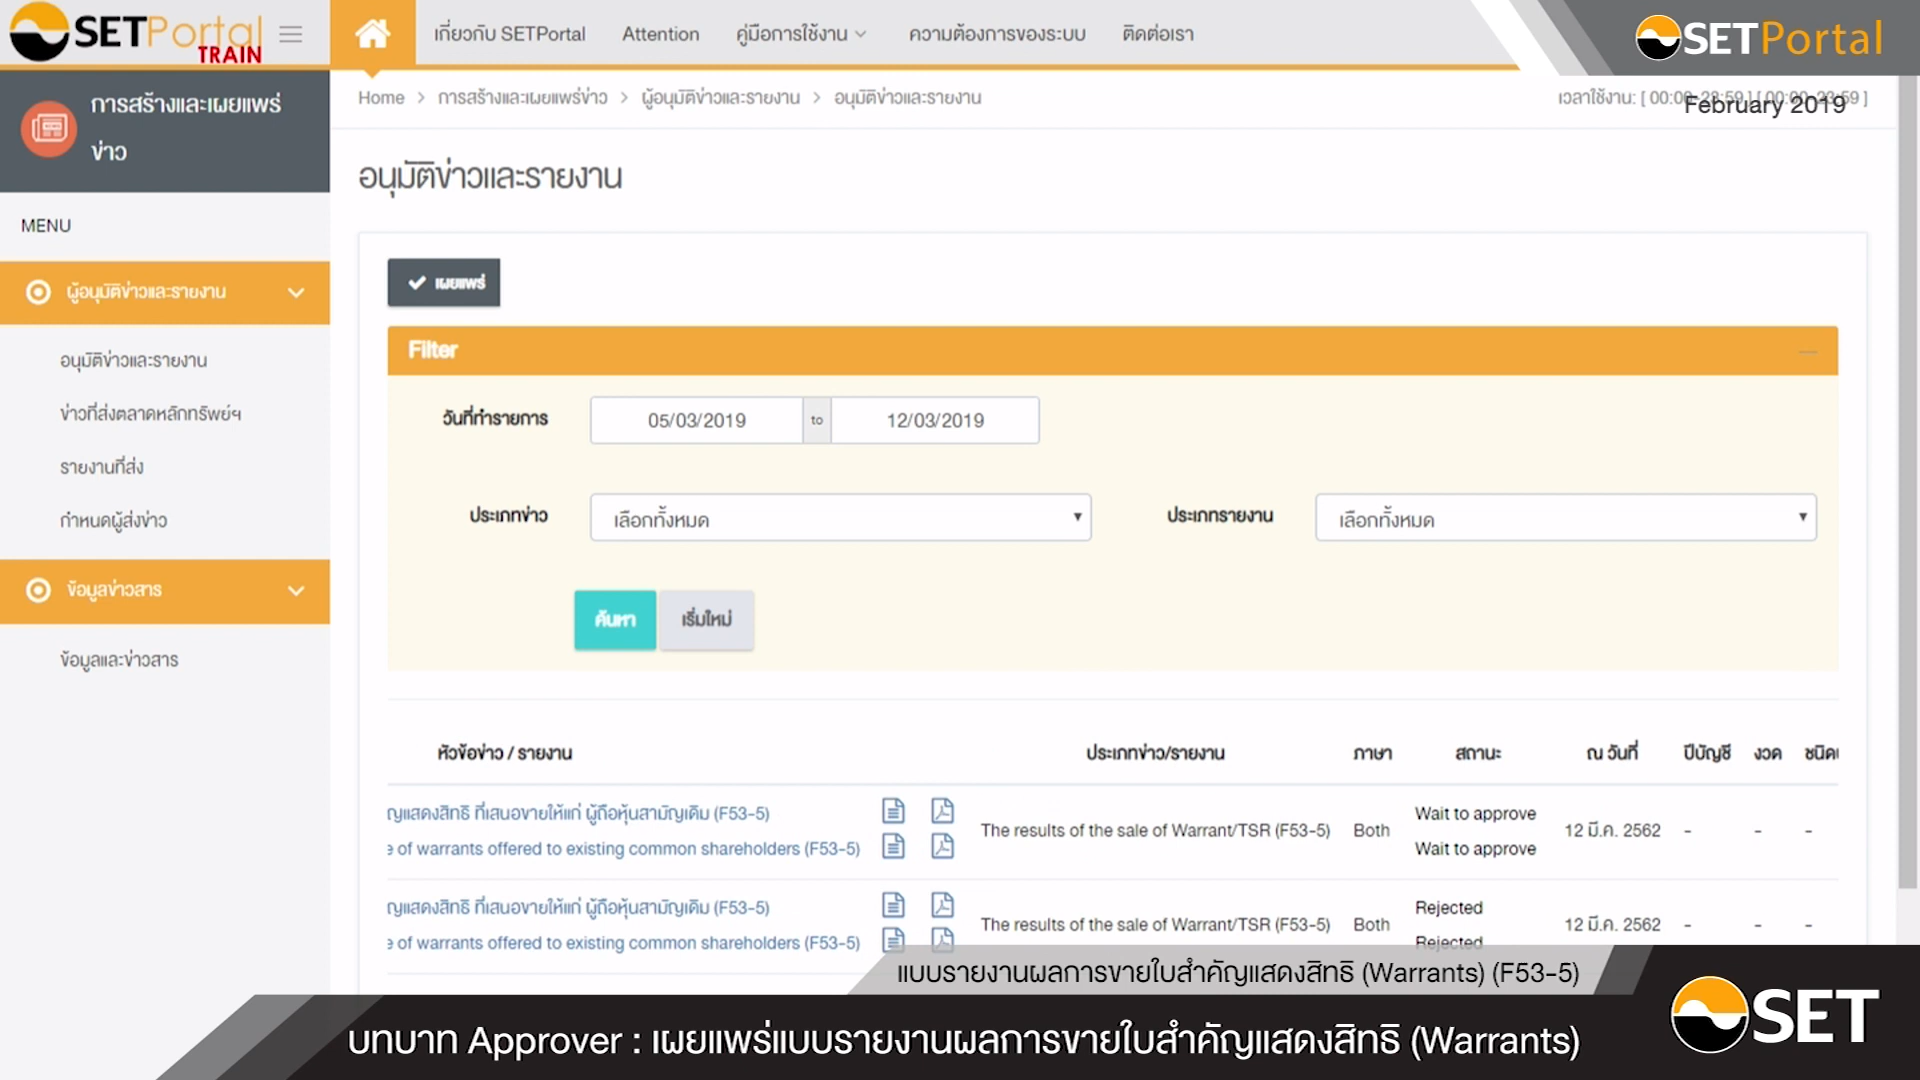 SETPortal
TRAIN
เกี่ยวกับ SETPortal
Attention
คู่มือการใช้งาน
ความต้องการของระบบ
ติดต่อเรา
SETPortal
การสร้างและเผยแพร่
ข่าว
Home > การสร้างและเผยแพร่ข่าว > ผู้อนุมัติข่าวและรายงาน > อนุมัติข่าวและรายงาน
เวลาใช้งาน: [ 00:00-23:59 ] [ 00:00-23:59 ]
February 2019
อนุมัติข่าวและรายงาน
MENU
ผู้อนุมัติข่าวและรายงาน
อนุมัติข่าวและรายงาน
ข่าวที่ส่งตลาดหลักทรัพย์ฯ
รายงานที่ส่ง
กำหนดผู้ส่งข่าว
ข้อมูลข่าวสาร
ข้อมูลและข่าวสาร
เผยแพร่
Filter
วันที่ทำรายการ 05/03/2019 to 12/03/2019
ประเภทข่าว เลือกทั้งหมด ประเภทรายงาน เลือกทั้งหมด
ค้นหา เริ่มใหม่
หัวข้อข่าว / รายงาน ประเภทข่าว/รายงาน ภาษา สถานะ ณ วันที่ ปีบัญชี งวด
ญแสดงสิทธิ ที่เสนอขายให้แก่ ผู้ถือหุ้นสามัญเดิม (F53-5) Wait to approve
The results of the sale of Warrant/TSR (F53-5) Both 12 มี.ค. 2562 - - -
e of warrants offered to existing common shareholders (F53-5) Wait to approve
ญแสดงสิทธิ ที่เสนอขายให้แก่ ผู้ถือหุ้นสามัญเดิม (F53-5) Rejected
The results of the sale of Warrant/TSR (F53-5) Both 12 มี.ค. 2562 - - -
e of warrants offered to existing common shareholders (F53-5) Rejected
แบบรายงานผลการขายใบสำคัญแสดงสิทธิ (Warrants) (F53-5)
บทบาท Approver : เผยแพร่แบบรายงานผลการขายใบสำคัญแสดงสิทธิ (Warrants)
SET